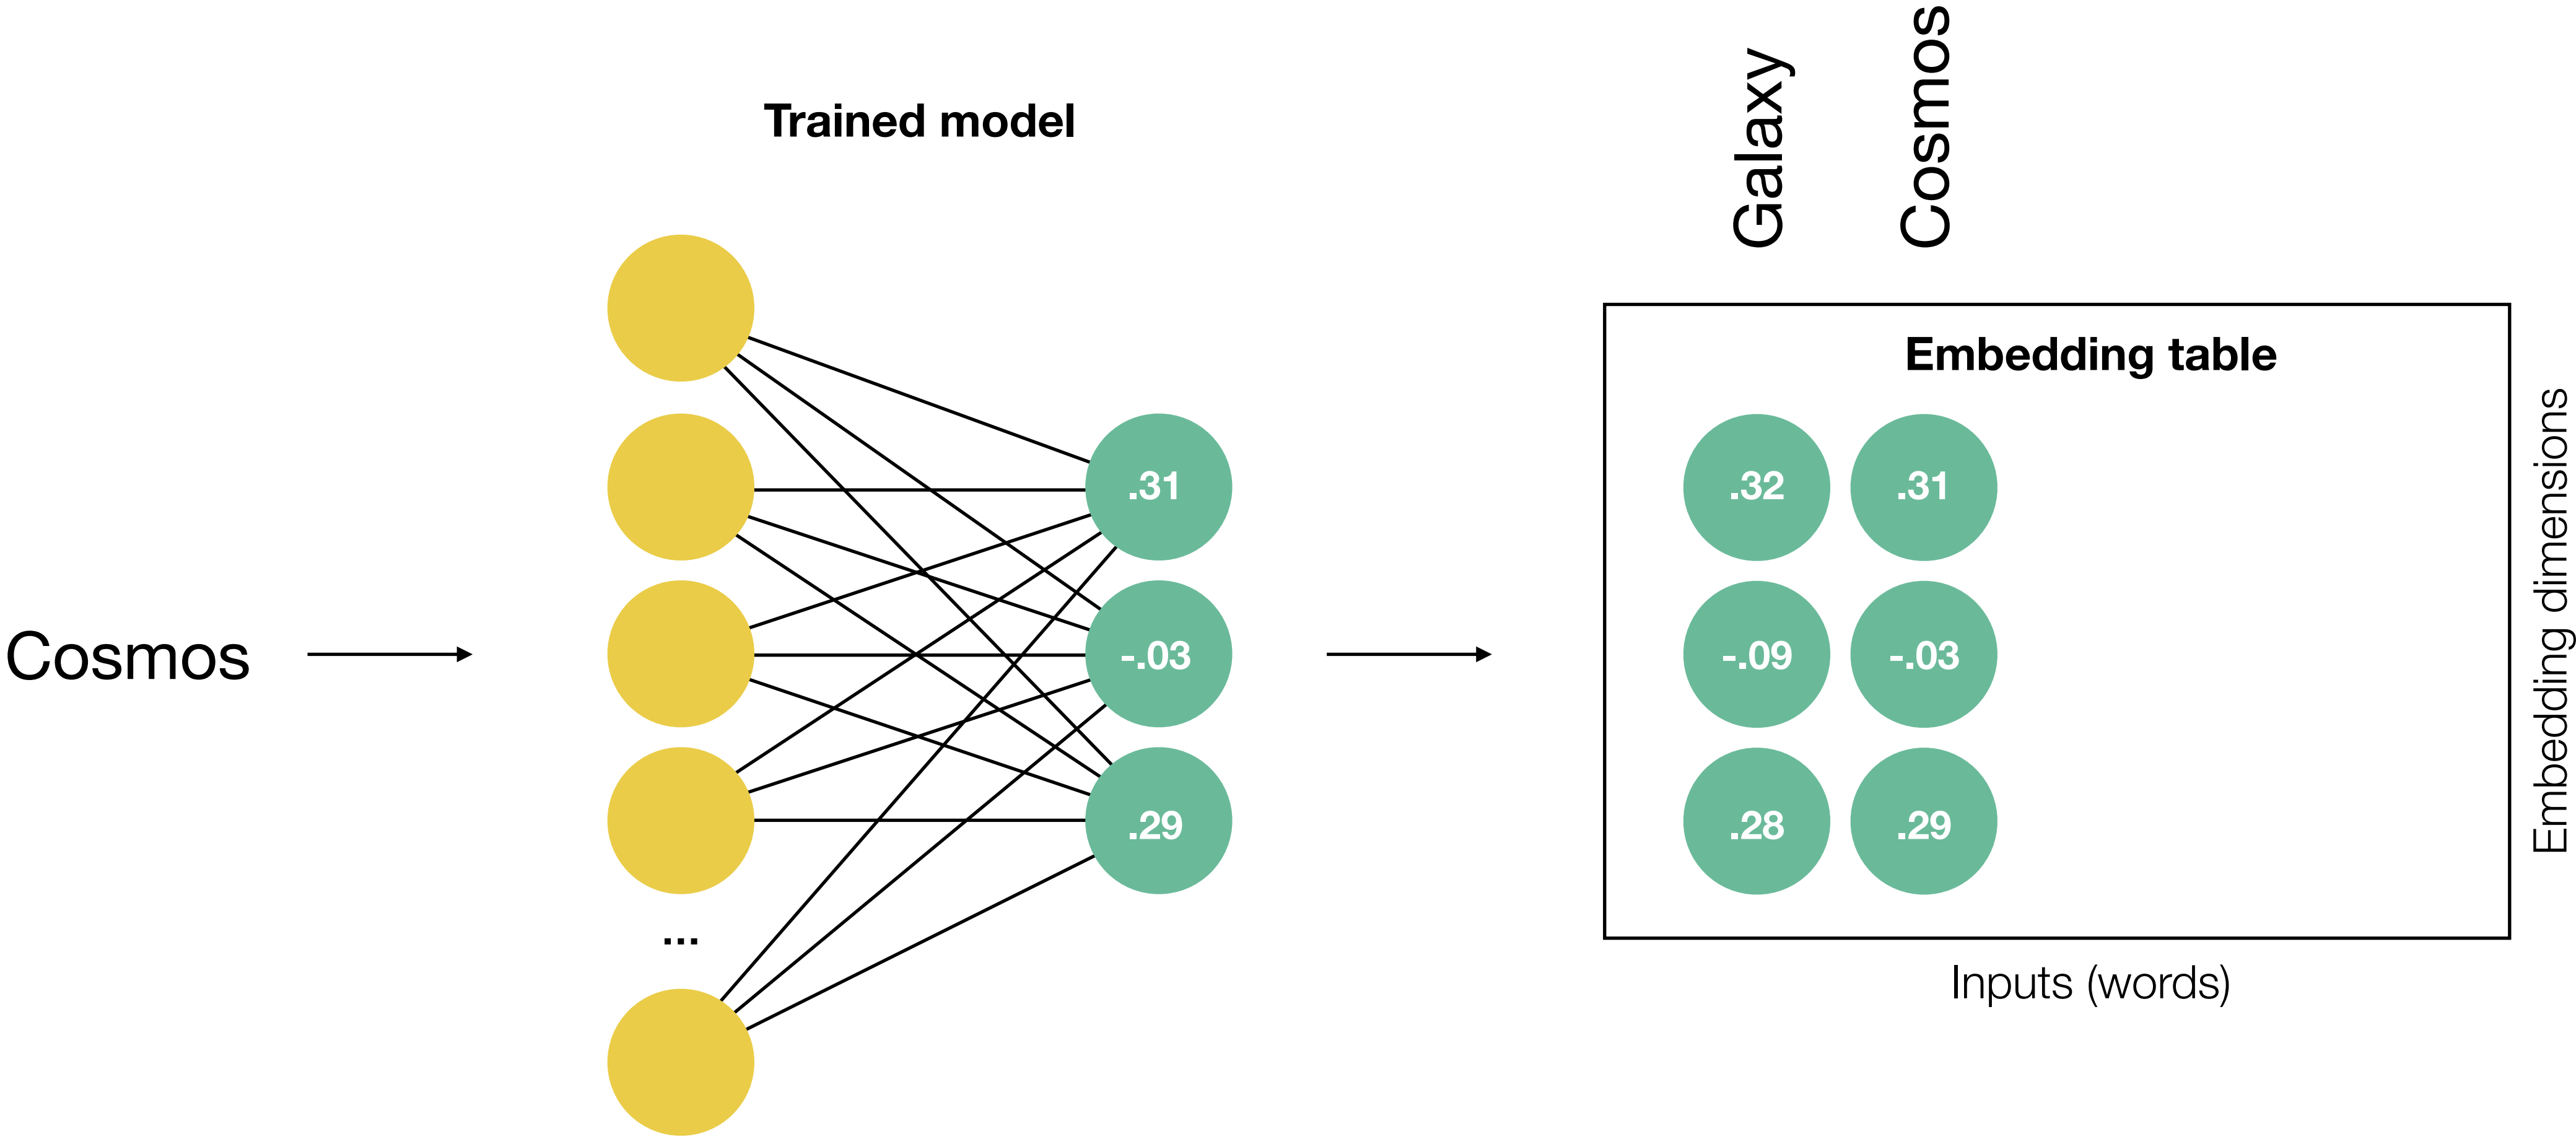 Galaxy
Cosmos
Trained model
Embedding table
.31
.32
.31
Cosmos
-.03
-.09
-.03
.29
.28
.29
...
Embedding dimensions
Inputs (words)